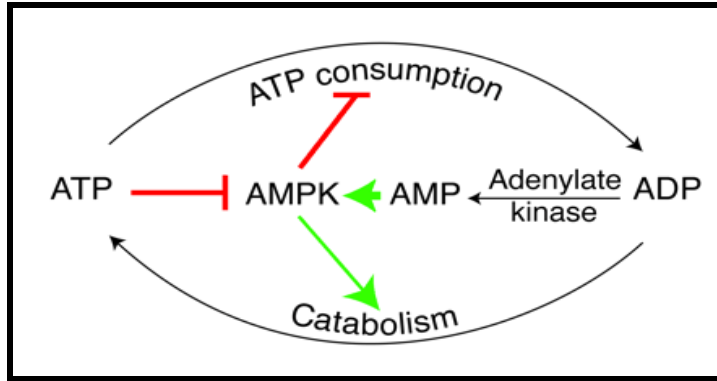 ATP consumption
ATP
AMPK
AMP
Adenylate
kinase
ADP
Catabolism